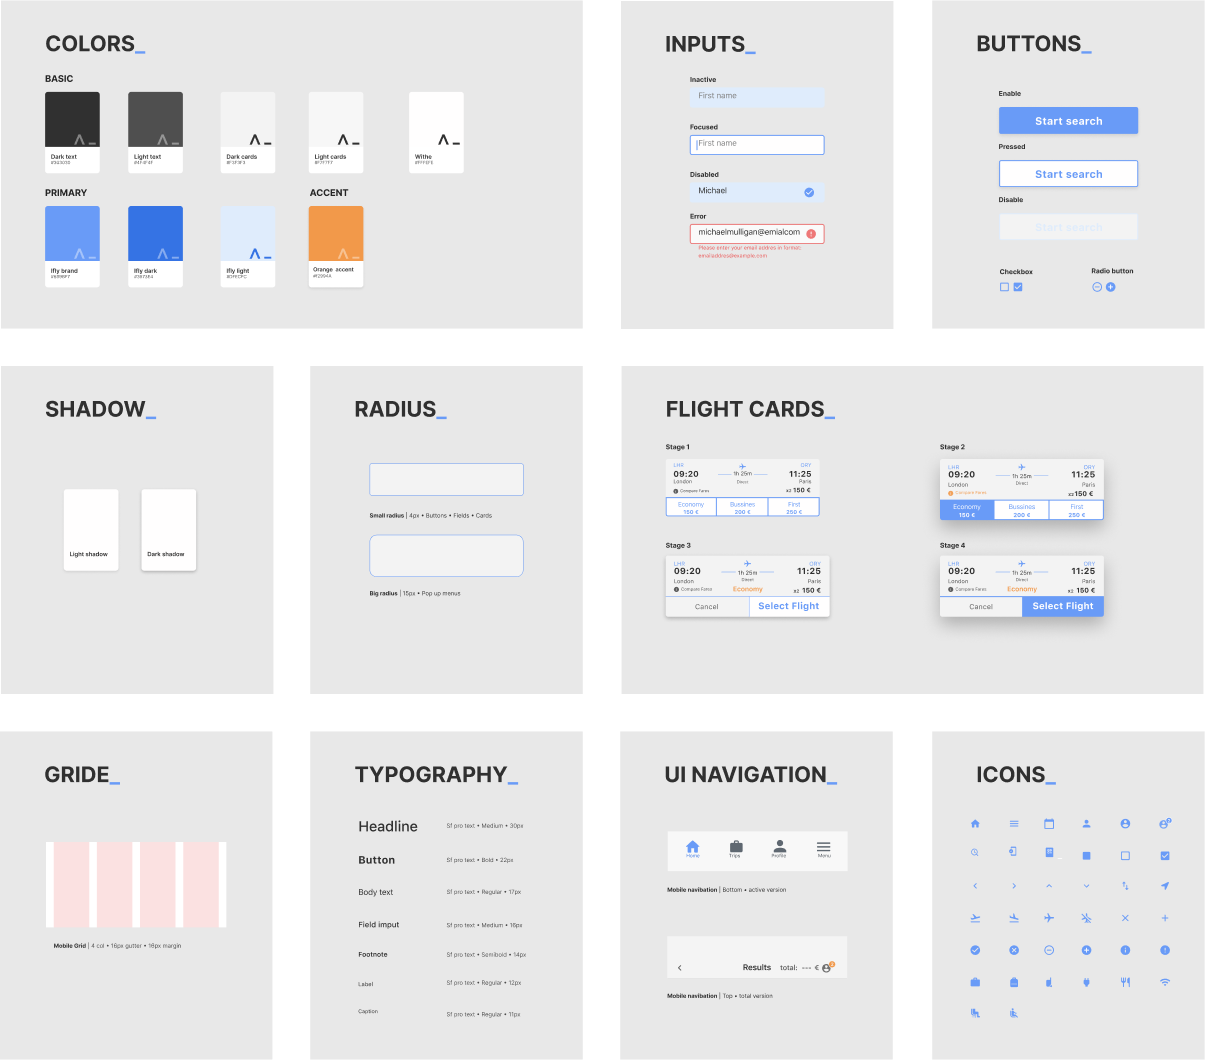 COLORS_
BASIC
Dark text
Light text
#4F4F4F
Dark cards
#F3F3F3
Light cards
#F7F7F7
Withe
#FFFEFE
PRIMARY
ACCENT
Ifly brand
#699BF7
Ifly dark
Ifly light
Orange accent
#F2994A
INPUTS_
Inactive
First name
Focused
First name
Disabled
Michael
Error
michaelmulligan@emialcom
Please enter your email addres in format:
emailaddres@example.com
BUTTONS_
Enable
Start search
Pressed
Start search
Disable
Start search
Checkbox
Radio button
SHADOW_
Light shadow
Dark shadow
RADIUS_
Small radius | 4px • Buttons • Fields • Cards
Big radius | 15px • Pop up menus
FLIGHT CARDS_
Stage 1
LHR
ORY
09:20
1h 25m
11:25
London
Direct
Paris
Compare Fares
x2 150 €
Economy
150 €
Bussines
200 €
First
250 €
Stage 2
LHR
ORY
09:20
1h 25m
11:25
London
Direct
Paris
Compare Fares
x2 150 €
Economy
150 €
Bussines
200 €
First
250 €
Stage 3
LHR
ORY
09:20
1h 25m
11:25
London
Direct
Paris
Compare Fares
Economy
x2 150 €
Cancel
Select Flight
Stage 4
LHR
ORY
09:20
1h 25m
11:25
London
Direct
Paris
Compare Fares
Economy
x2 150 €
Cancel
Select Flight
GRIDE_
Mobile Grid | 4 col • 16px gutter • 16px margin
TYPOGRAPHY_
Headline
Sf pro text • Medium • 30px
Button
Sf pro text • Bold • 22px
Body text
Sf pro text • Regular • 17px
Field imput
Sf pro text • Medium • 16px
Footnote
Sf pro text • Semibold • 14px
Label
Sf pro text • Regular • 12px
Caption
Sf pro text • Regular • 11px
UI NAVIGATION_
Home
Trips
Profile
Menu
Mobile navibation | Bottom • active version
Results
total: --- €
Mobile navibation | Top • total version
ICONS_